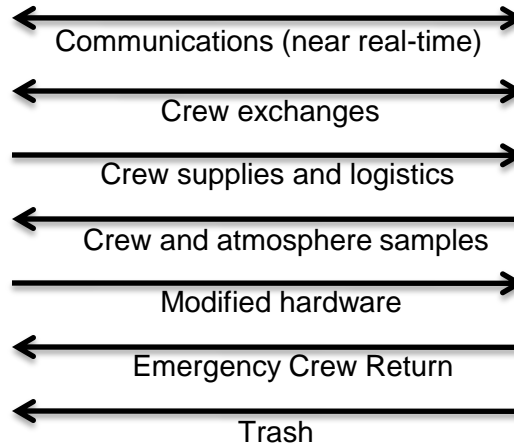 Communications (near real-time)
Crew exchanges
Crew supplies and logistics
Crew and atmosphere samples
Modified hardware
Emergency Crew Return
Trash